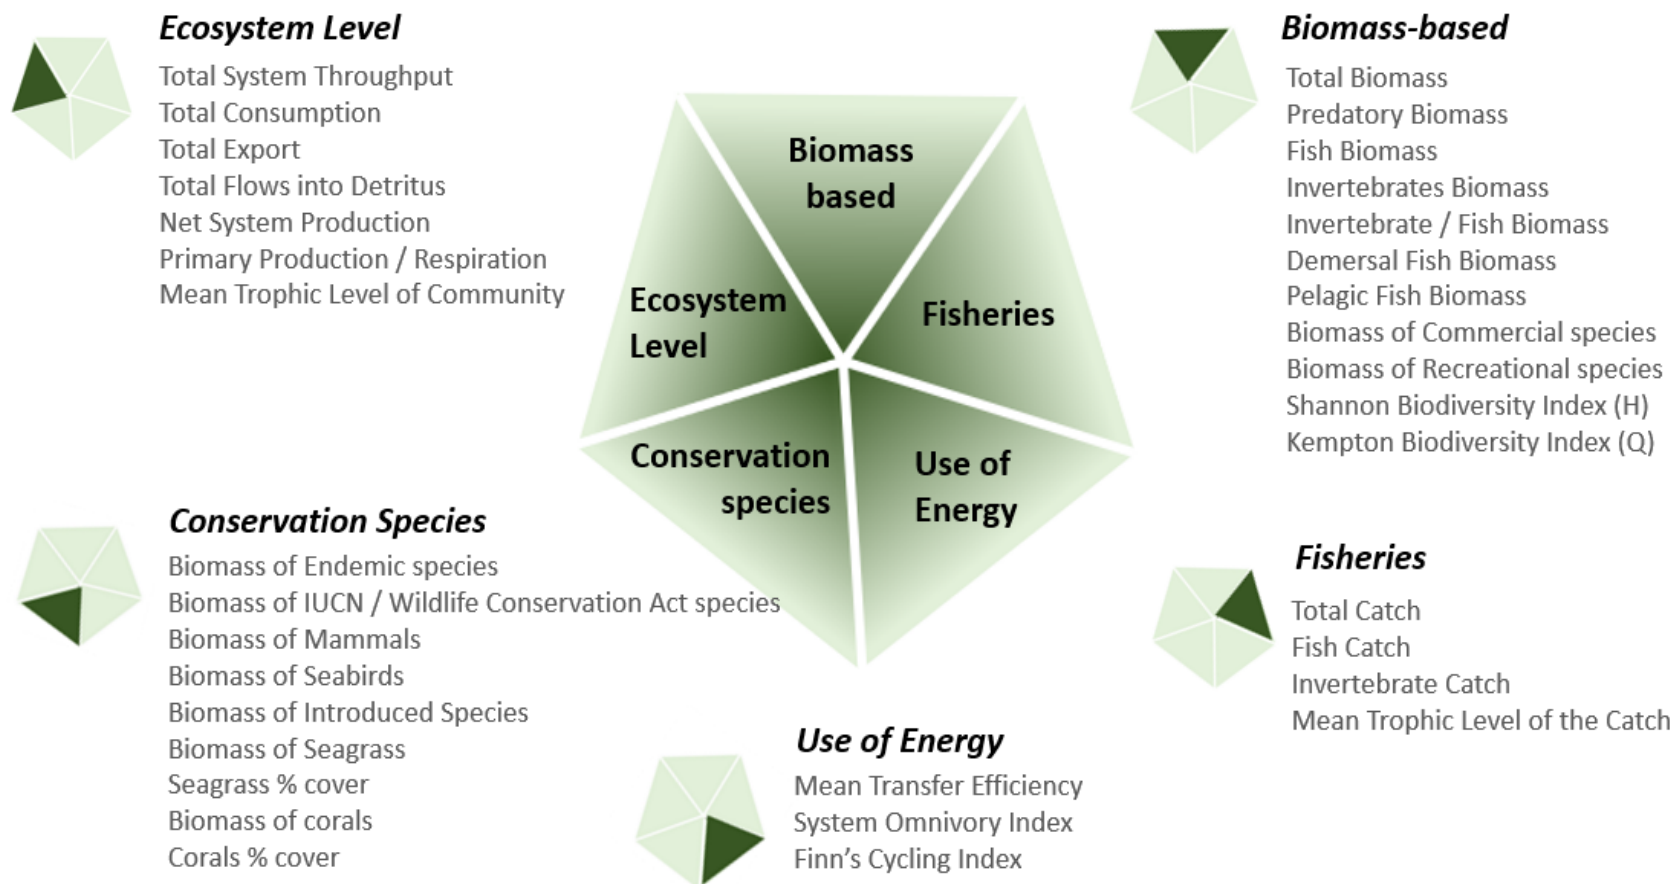 Ecosystem Level
Total System Throughput
Total Consumption
Total Export
Total Flows into Detritus
Net System Production
Primary Production / Respiration
Mean Trophic Level of Community
Biomass
based
Ecosystem
Level
Fisheries
Conservation
species
Use of
Energy
Biomass-based
Total Biomass
Predatory Biomass
Fish Biomass
Invertebrates Biomass
Invertebrate / Fish Biomass
Demersal Fish Biomass
Pelagic Fish Biomass
Biomass of Commercial species
Biomass of Recreational species
Shannon Biodiversity Index (H)
Kempton Biodiversity Index (Q)
Conservation Species
Biomass of Endemic species
Biomass of IUCN / Wildlife Conservation Act species
Biomass of Mammals
Biomass of Seabirds
Biomass of Introduced Species
Biomass of Seagrass
Seagrass % cover
Biomass of corals
Corals % cover
Use of Energy
Mean Transfer Efficiency
System Omnivory Index
Finn's Cycling Index
Fisheries
Total Catch
Fish Catch
Invertebrate Catch
Mean Trophic Level of the Catch